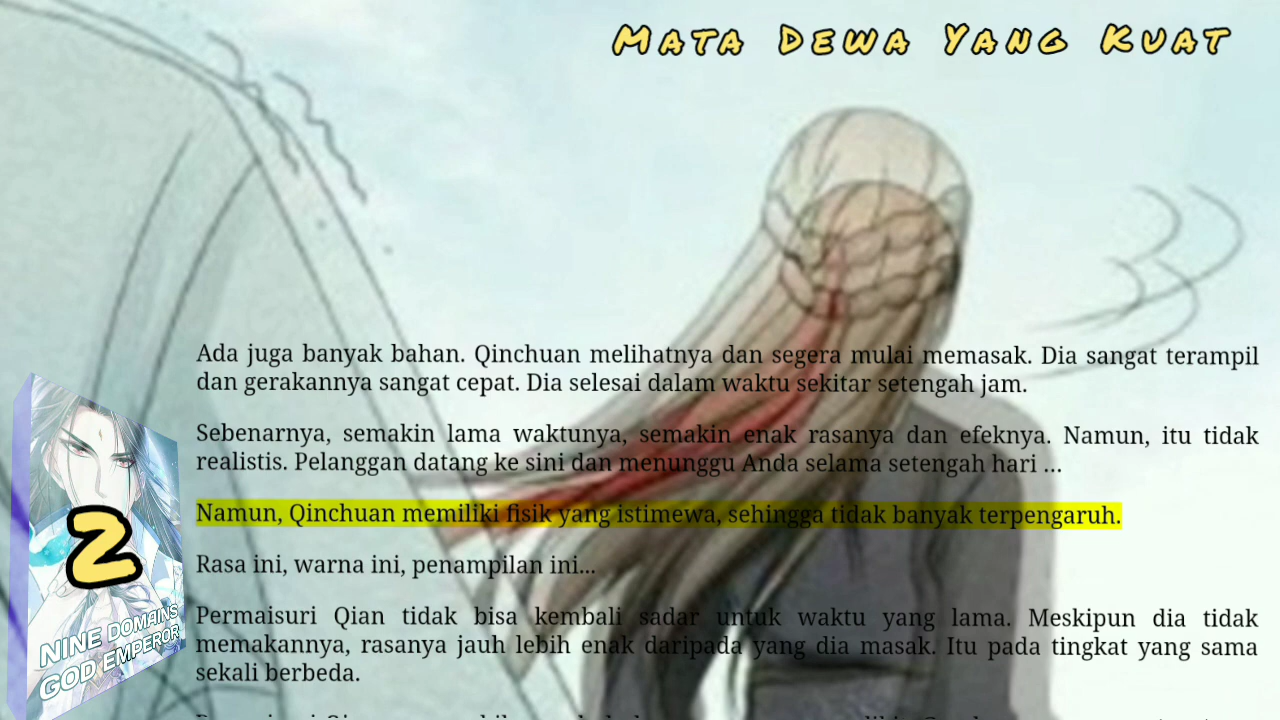 Mata Dewa Yang Kuat
Ada juga banyak bahan. Qinchuan melihatnya dan segera mulai memasak. Dia sangat terampil
dan gerakannya sangat cepat. Dia selesai dalam waktu sekitar setengah jam.
Sebenarnya, semakin lama waktunya, semakin enak rasanya dan efeknya. Namun, itu tidak
realistis. Pelanggan datang ke sini dan menunggu Anda selama setengah hari ...
Namun, Qinchuan memiliki fisik yang istimewa, sehingga tidak banyak terpengaruh.
Rasa ini, warna ini, penampilan ini...
Permaisuri Qian tidak bisa kembali sadar untuk waktu yang lama. Meskipun dia tidak
memakannya, rasanya jauh lebih enak daripada yang dia masak. Itu pada tingkat yang sama
sekali berbeda.
2
NINE DOMAINS
GOD EMPEROR